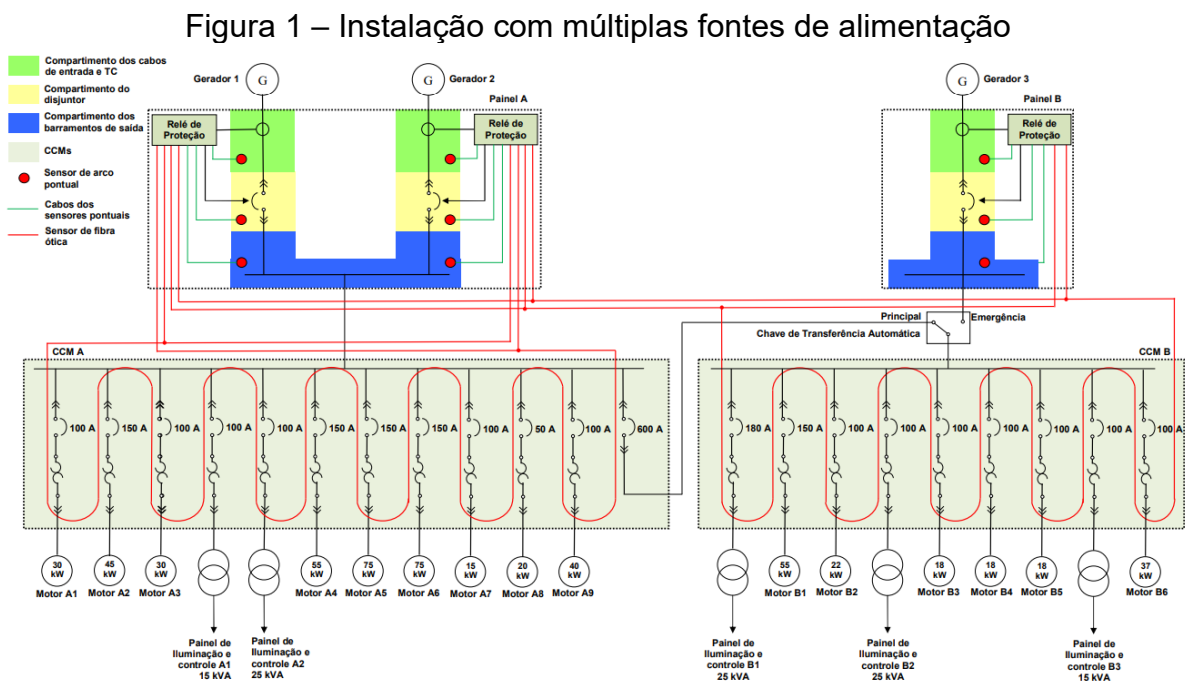 Figura 1 – Instalação com múltiplas fontes de alimentação
Compartimento dos cabos
de entrada e TC
Compartimento do
disjuntor
Compartimento dos
barramentos de saída
CCMs
Sensor de arco
pontual
Cabos dos
sensores pontuais
Sensor de fibra
ótica
Gerador 1
G
G
Gerador 2
G
Gerador 3
Painel A
Painel B
Relé de
Proteção
Relé de
Proteção
Relé de
Proteção
Principal
Emergência
Chave de Transferência Automática
CCM A
CCM B
100 A
150 A
100 A
100 A
100 A
150 A
150 A
150 A
100 A
50 A
100 A
600 A
180 A
150 A
100 A
100 A
100 A
100 A
100 A
100 A
100 A
30
kW
Motor A1
45
kW
Motor A2
30
kW
Motor A3
55
kW
Motor A4
75
kW
Motor A5
75
kW
Motor A6
15
kW
Motor A7
20
kW
Motor A8
40
kW
Motor A9
55
kW
Motor B1
22
kW
Motor B2
18
kW
Motor B3
18
kW
Motor B4
18
kW
Motor B5
37
kW
Motor B6
Painel de
Iluminação e
controle A1
15 kVA
Painel de
Iluminação e
controle A2
25 kVA
Painel de
Iluminação e
controle B1
25 kVA
Painel de
Iluminação e
controle B2
25 kVA
Painel de
Iluminação e
controle B3
15 kVA